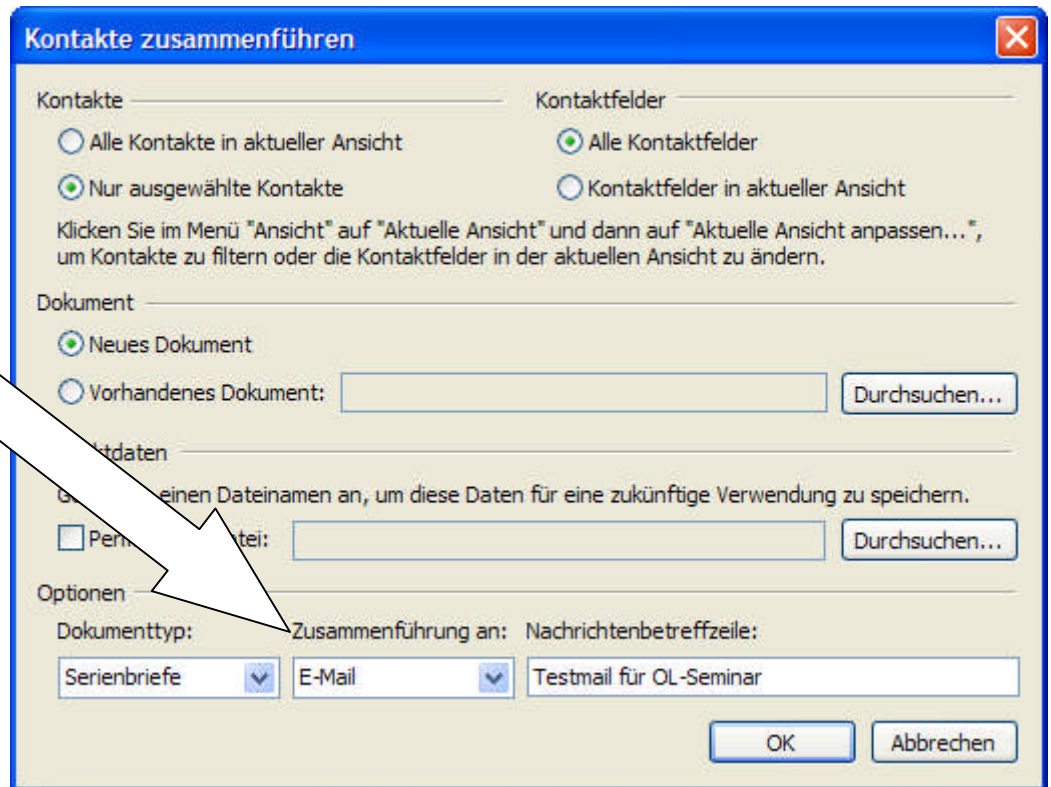 Kontakte zusammenführen
Kontakte
Kontaktfelder
Alle Kontakte in aktueller Ansicht
Alle Kontaktfelder
Nur ausgewählte Kontakte
Kontaktfelder in aktueller Ansicht
Klicken Sie im Menü "Ansicht" auf "Aktuelle Ansicht" und dann auf "Aktuelle Ansicht anpassen...",
um Kontakte zu filtern oder die Kontaktfelder in der aktuellen Ansicht zu ändern.
Dokument
Neues Dokument
Vorhandenes Dokument:
Durchsuchen...
einen Dateinamen an, um diese Daten für eine zukünftige Verwendung zu speichern.
Durchsuchen...
Optionen
Dokumenttyp:
Zusammenführung an:
Nachrichtenbetreffzeile:
Serienbriefe
E-Mail
Testmail für OL-Seminar
OK
Abbrechen